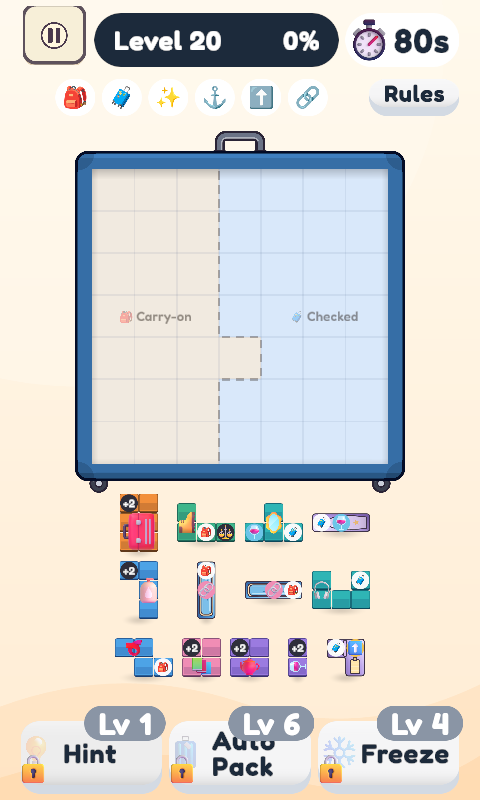 Level 20 0% 80s
Rules
Carry-on Checked
+2
+2
+2 +2 +2
Lv 1 Lv 6 Lv 4
Hint Auto Pack Freeze